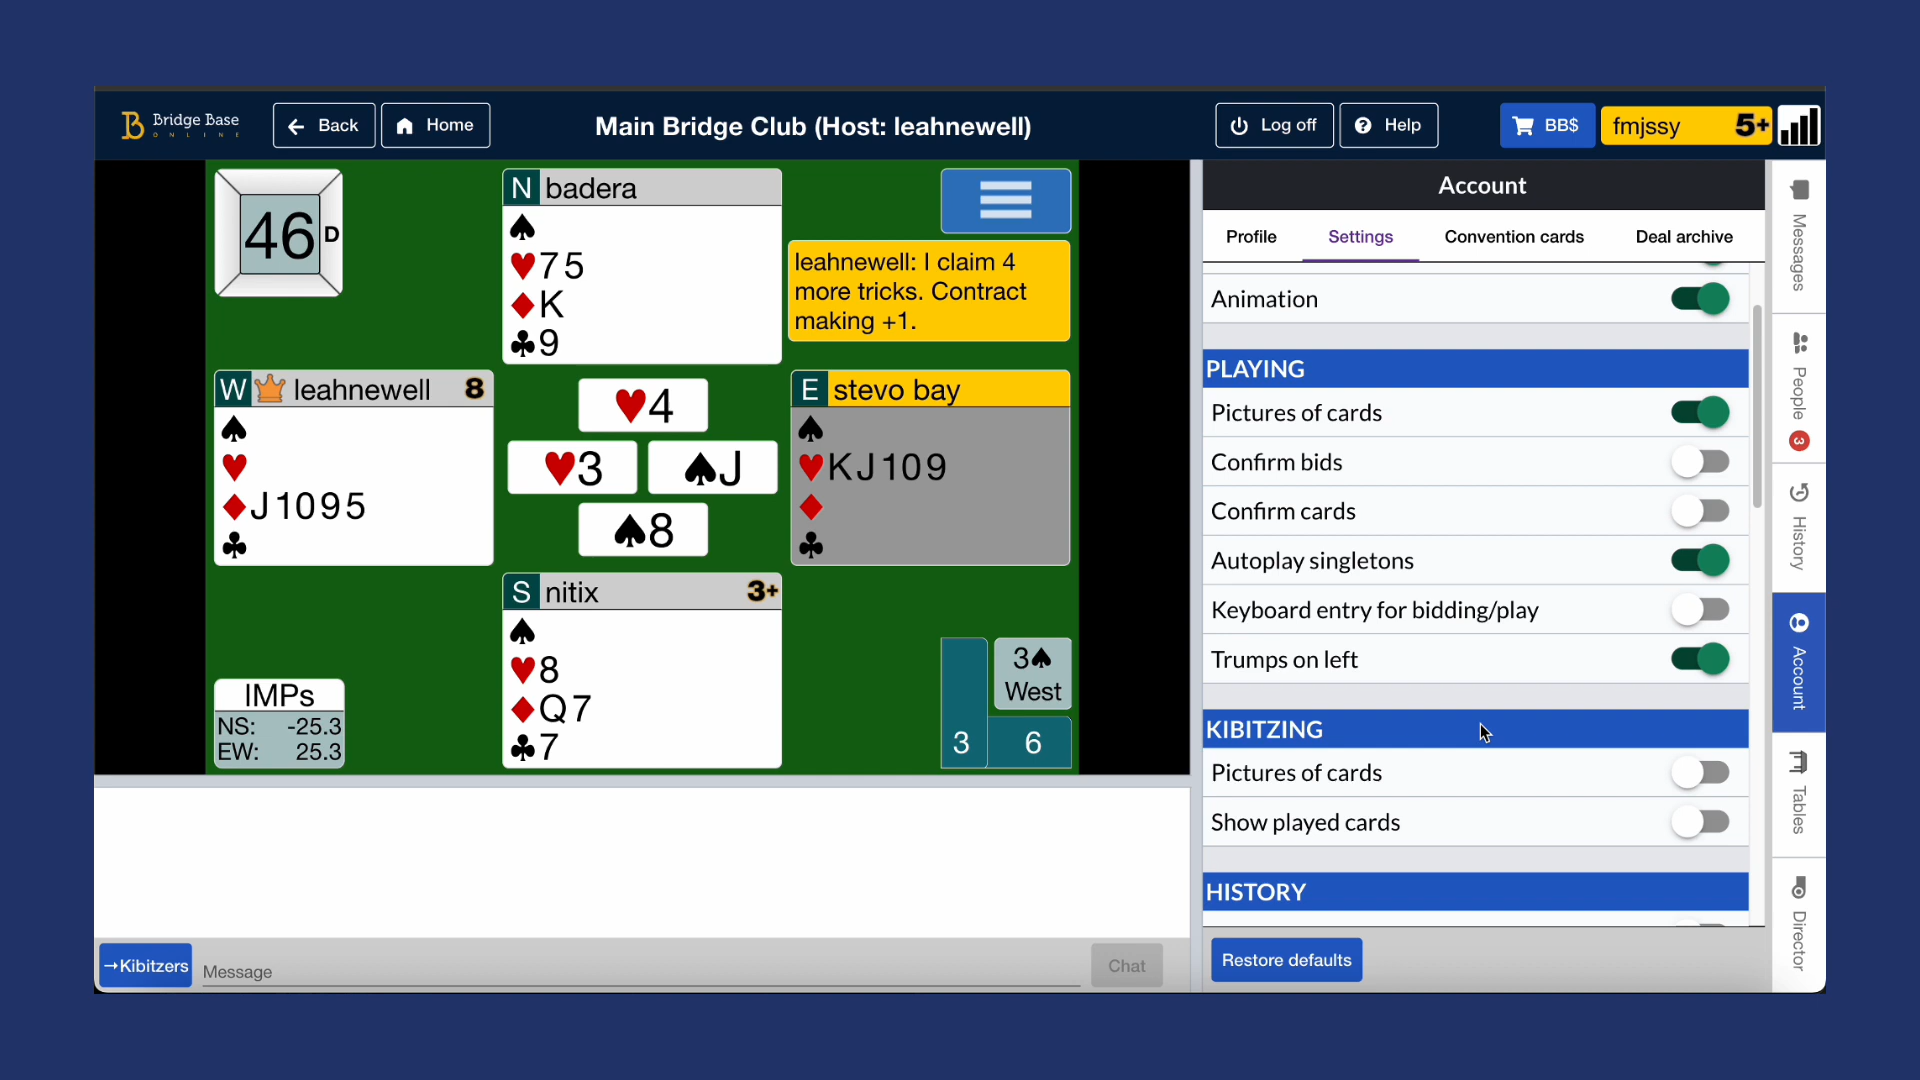 Bridge Base
ONLINE
Back
Home
Main Bridge Club (Host: leahnewell)
Log off
Help
BB$
fmjssy 5+
46 D
N badera
♠
♥75
♦K
♣9
leahnewell: I claim 4
more tricks. Contract
making +1.
W leahnewell 8
♠
♥
♦J1095
♣
♥4
♥3
♠J
♠8
E stevo bay
♠
♥KJ109
♦
♣
S nitix 3+
♠
♥8
♦Q7
♣7
IMPs
NS: -25.3
EW: 25.3
3♠
West
3
6
→Kibitzers
Message
Chat
Account
Profile
Settings
Convention cards
Deal archive
Animation
PLAYING
Pictures of cards
Confirm bids
Confirm cards
Autoplay singletons
Keyboard entry for bidding/play
Trumps on left
KIBITZING
Pictures of cards
Show played cards
HISTORY
Restore defaults
Messages
People 3
History
Account
Tables
Director